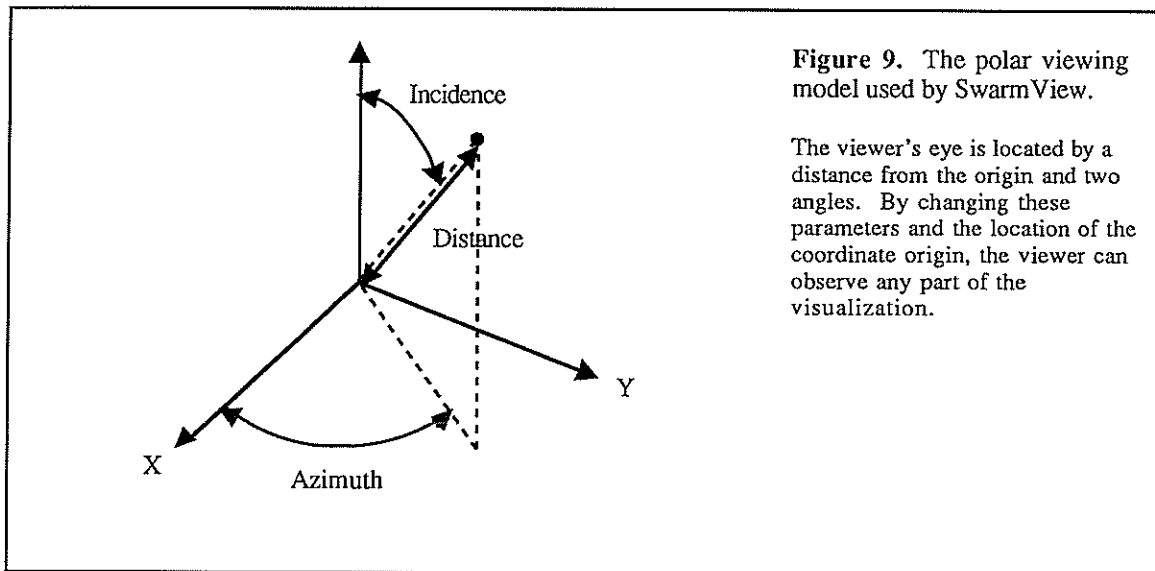 Incidence
Distance
Y
X
Azimuth
Figure 9. The polar viewing
model used by SwarmView.
The viewer's eye is located by a
distance from the origin and two
angles. By changing these
parameters and the location of the
coordinate origin, the viewer can
observe any part of the
visualization.